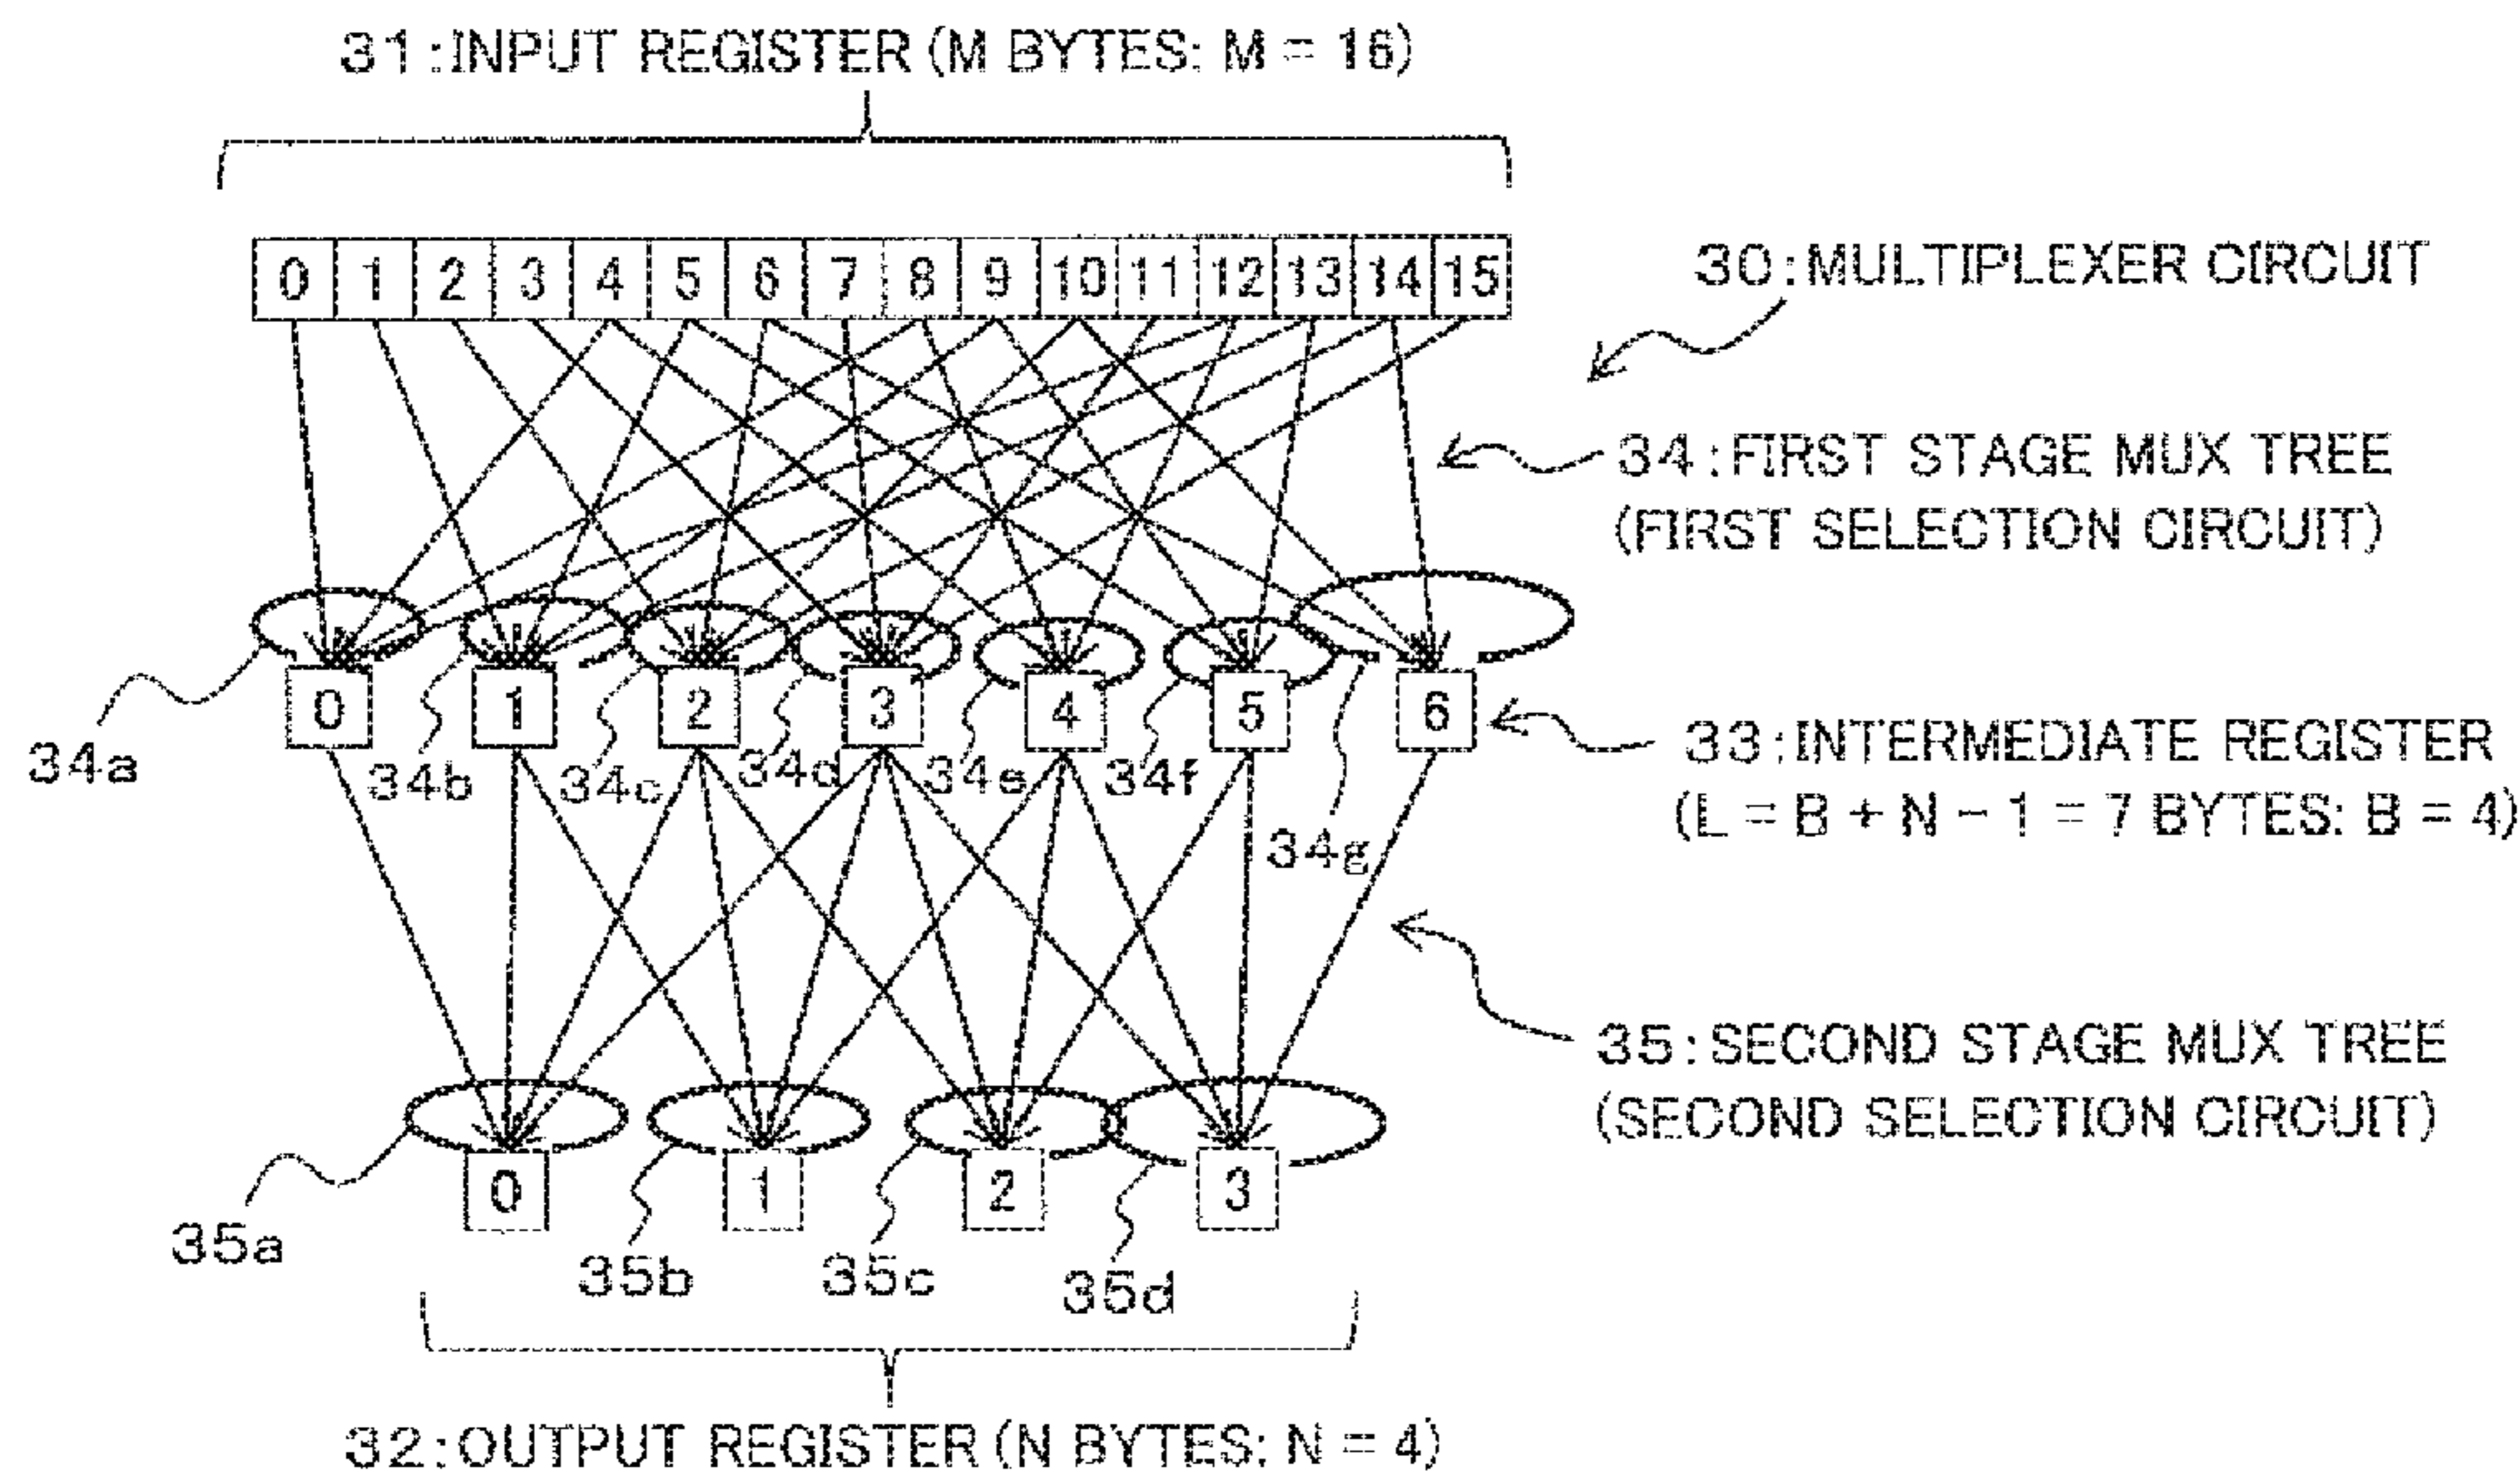 31:INPUT REGISTER (M BYTES: M = 16)
0 1 2 3 4 5 6 7 8 9 10 11 12 13 14 15
30:MULTIPLEXER CIRCUIT
34:FIRST STAGE MUX TREE
(FIRST SELECTION CIRCUIT)
0 1 2 3 4 5 6
34a 34b 34c 34d 34e 34f 34g
33:INTERMEDIATE REGISTER
(L = B + N - 1 = 7 BYTES: B = 4)
35:SECOND STAGE MUX TREE
(SECOND SELECTION CIRCUIT)
0 1 2 3
35a 35b 35c 35d
32:OUTPUT REGISTER (N BYTES: N = 4)